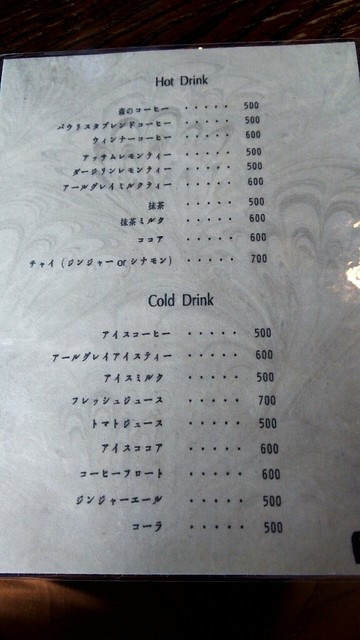 Hot Drink
森のコーヒー ・・・・・ 500
パウリスタブレンドコーヒー ・・・・・ 500
ウィンナーコーヒー ・・・・・ 600
アッサムレモンティー ・・・・・ 500
ダージリンレモンティー ・・・・・ 500
アールグレイミルクティー ・・・・・ 600
抹茶 ・・・・・ 500
抹茶ミルク ・・・・・ 600
ココア ・・・・・ 600
チャイ（ジンジャー or シナモン） ・・・・・ 700
Cold Drink
アイスコーヒー ・・・・・ 500
アールグレイアイスティー ・・・・・ 600
アイスミルク ・・・・・ 500
フレッシュジュース ・・・・・ 700
トマトジュース ・・・・・ 500
アイスココア ・・・・・ 600
コーヒーフロート ・・・・・ 600
ジンジャーエール ・・・・・ 500
コーラ ・・・・・ 500